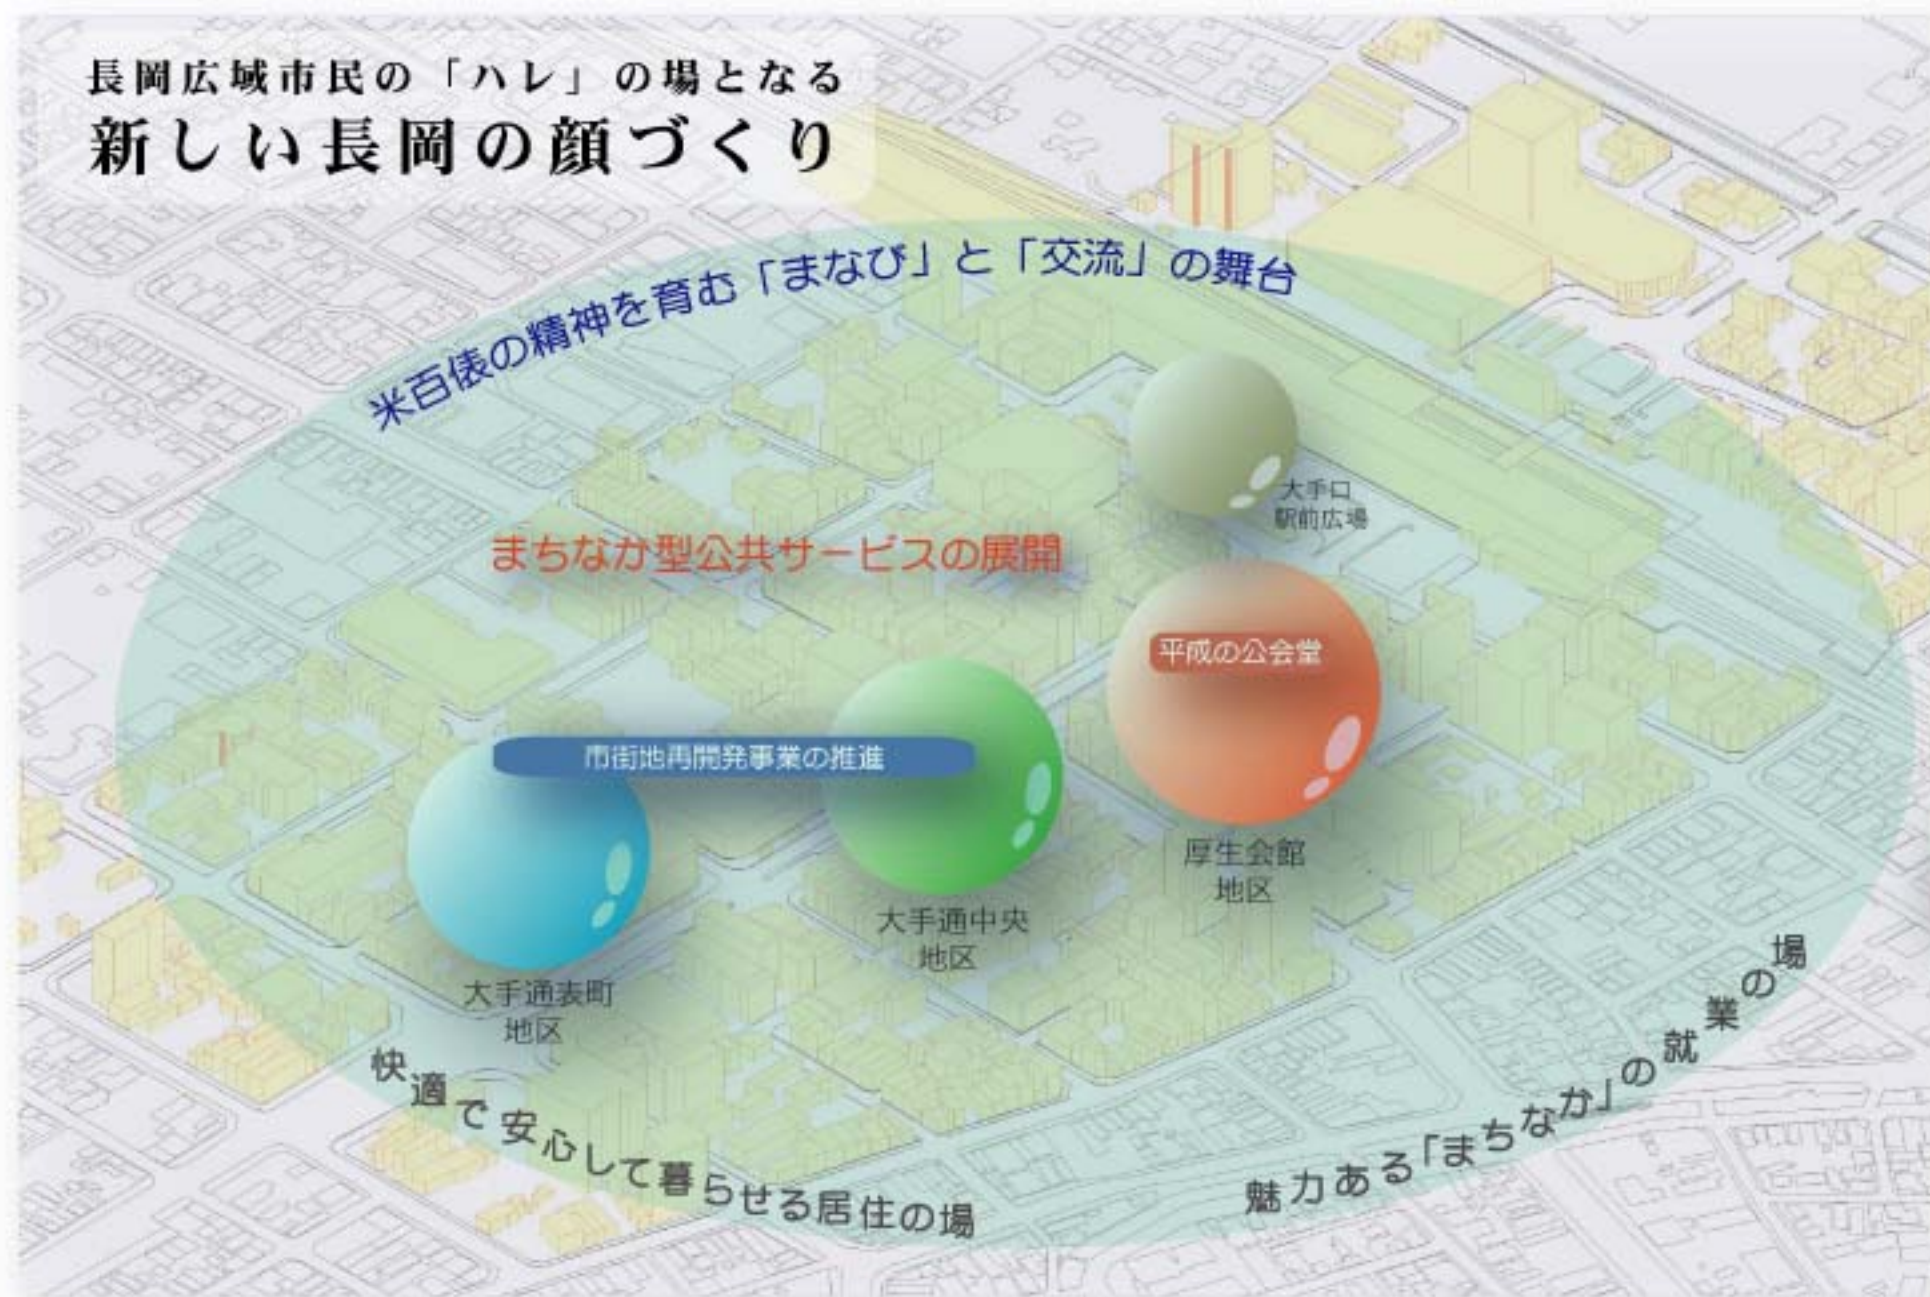 長岡広域市民の「ハレ」の場となる
新しい長岡の顔づくり
米百俵の精神を育む「まなび」と「交流」の舞台
大手口
駅前広場
まちなか型公共サービスの展開
平成の公会堂
市街地再開発事業の推進
厚生会館
地区
大手通中央
地区
大手通表町
地区
快適で安心して暮らせる居住の場
魅力ある「まちなか」の就業の場